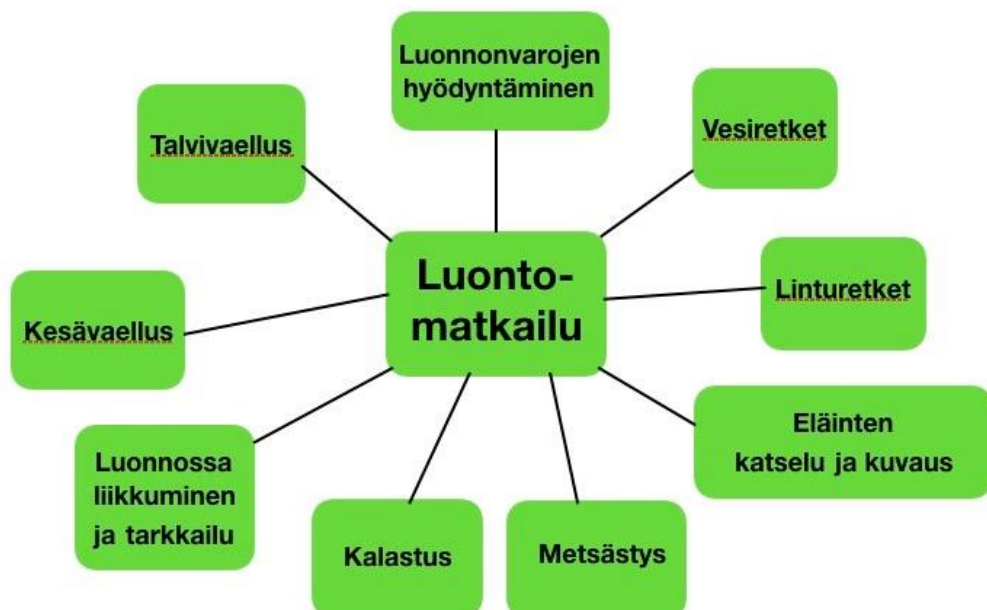 Luonnonvarojen
hyödyntäminen
Talvivaellus
Vesiretket
Luonto-
matkailu
Kesävaellus
Linturetket
Luonnossa
liikkuminen
ja tarkkailu
Eläinten
katselu ja kuvaus
Kalastus
Metsästys